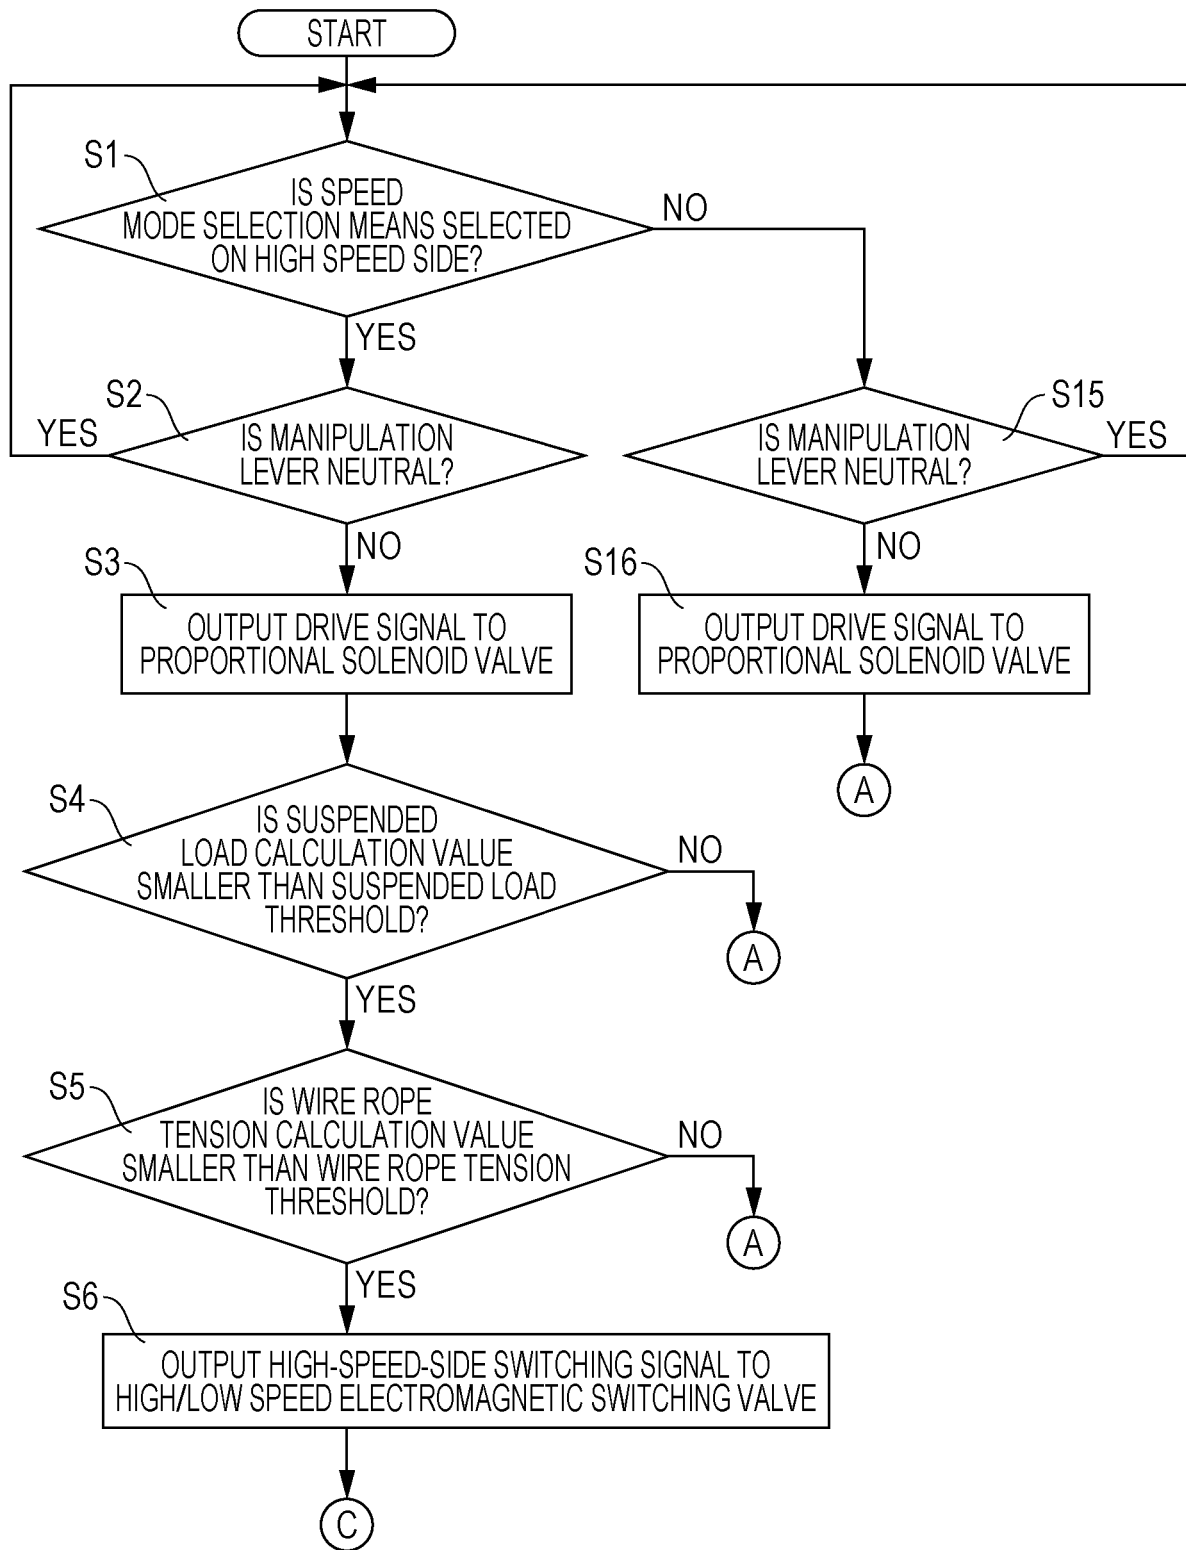 START
S1
IS SPEED
MODE SELECTION MEANS SELECTED
ON HIGH SPEED SIDE?
NO
YES
S2
YES
IS MANIPULATION
LEVER NEUTRAL?
S15
IS MANIPULATION
LEVER NEUTRAL?
YES
NO
NO
S3
OUTPUT DRIVE SIGNAL TO
PROPORTIONAL SOLENOID VALVE
S16
OUTPUT DRIVE SIGNAL TO
PROPORTIONAL SOLENOID VALVE
A
S4
IS SUSPENDED
LOAD CALCULATION VALUE
SMALLER THAN SUSPENDED LOAD
THRESHOLD?
NO
A
YES
S5
IS WIRE ROPE
TENSION CALCULATION VALUE
SMALLER THAN WIRE ROPE TENSION
THRESHOLD?
NO
A
YES
S6
OUTPUT HIGH-SPEED-SIDE SWITCHING SIGNAL TO
HIGH/LOW SPEED ELECTROMAGNETIC SWITCHING VALVE
C